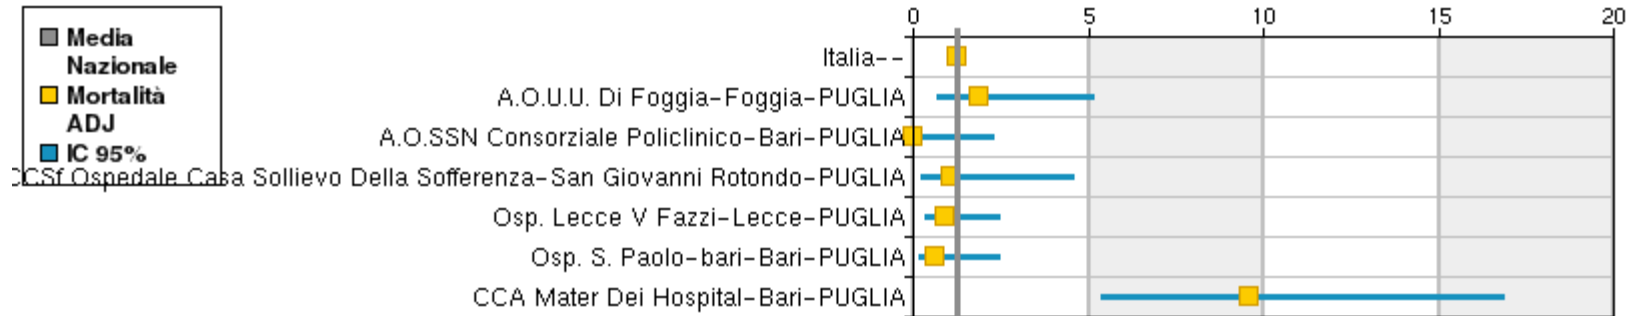 Media
Nazionale
Mortalità
ADJ
IC 95%
0 5 10 15 20
Italia--
A.O.U.U. Di Foggia-Foggia-PUGLIA
A.O.SSN Consorziale Policlinico-Bari-PUGLIA
Ospedale Casa Sollievo Della Sofferenza-San Giovanni Rotondo-PUGLIA
Osp. Lecce V Fazzi-Lecce-PUGLIA
Osp. S. Paolo-bari-Bari-PUGLIA
CCA Mater Dei Hospital-Bari-PUGLIA